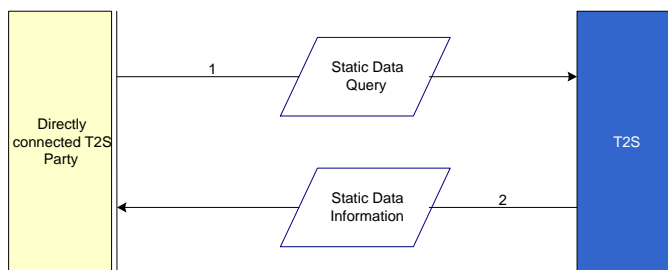 Directly
connected T2S
Party
1
Static Data
Query
T2S
Static Data
Information
2